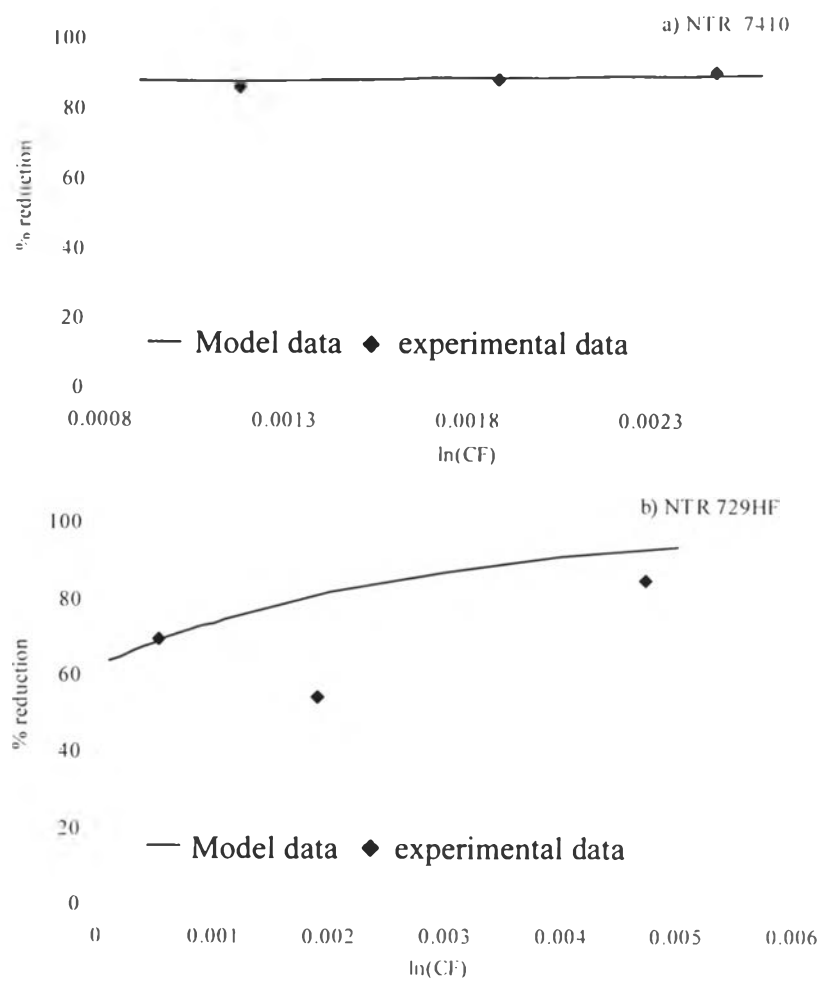 a) NTR 7410
100
80
60
40
20
0
% reduction
Model data experimental data
0.0008 0.0013 0.0018 0.0023
ln(CF)
b) NTR 729HF
100
80
60
40
20
0
% reduction
Model data experimental data
0 0.001 0.002 0.003 0.004 0.005 0.006
ln(CF)